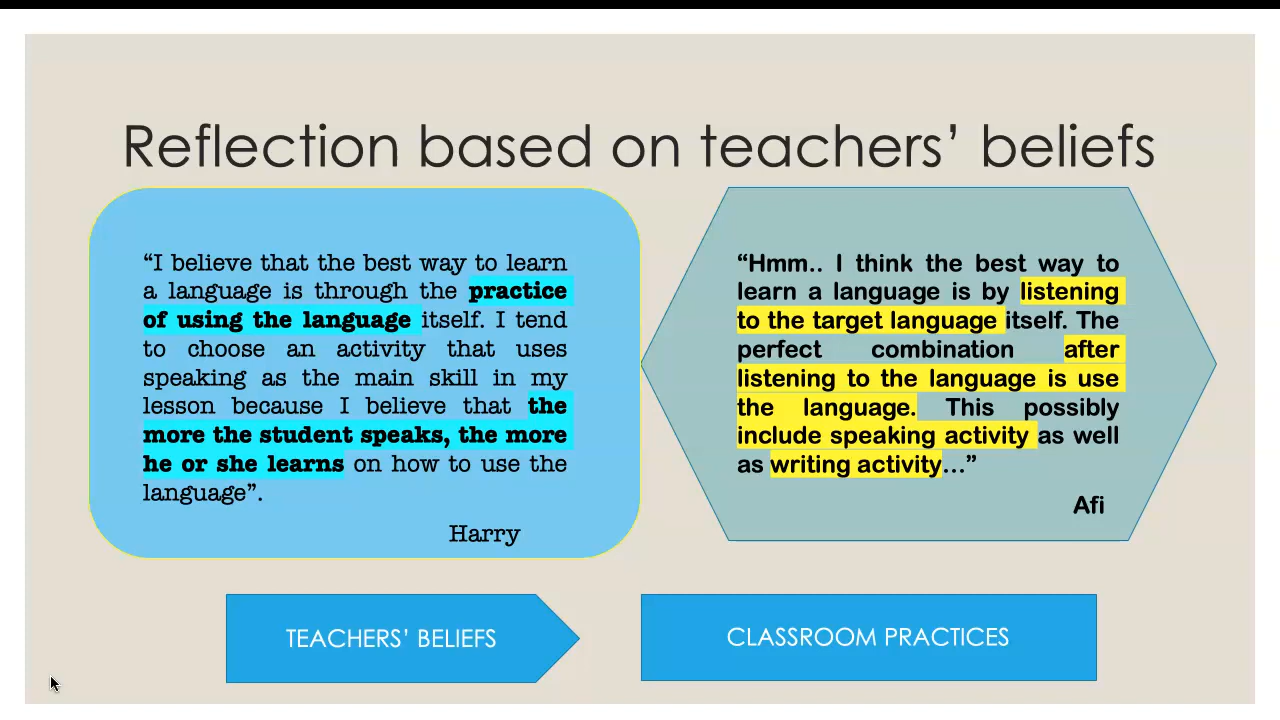 Reflection based on teachers’ beliefs
“I believe that the best way to learn
a language is through the practice
of using the language itself. I tend
to choose an activity that uses
speaking as the main skill in my
lesson because I believe that the
more the student speaks, the more
he or she learns on how to use the
language”.
Harry
“Hmm.. I think the best way to
learn a language is by listening
to the target language itself. The
perfect combination after
listening to the language is use
the language. This possibly
include speaking activity as well
as writing activity…”
Afi
TEACHERS’ BELIEFS
CLASSROOM PRACTICES